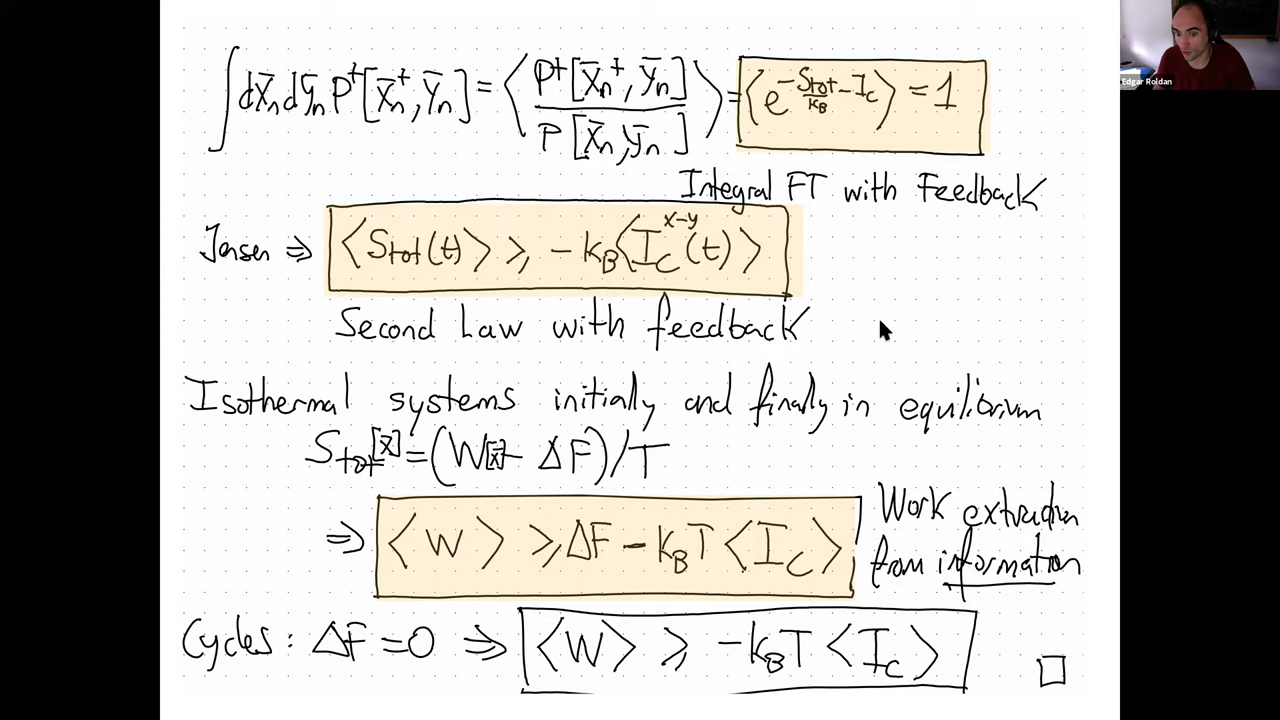 ∫dx̄ₙdȳₙP†[x̄ₙ†,ȳₙ] = ⟨P†[x̄ₙ†,ȳₙ] / P[x̄ₙ,ȳₙ]⟩ = ⟨e^(-Stot/kB - Ic)⟩ = 1
Edgar Roldan
Integral FT with Feedback
Jensen ⇒ ⟨Stot(t)⟩ ≥ -kB⟨Ic^(x-y)(t)⟩
Second Law with feedback
Isothermal systems initially and finally in equilibrium
Stot[x̄] = (W[x̄] - ΔF)/T
⇒ ⟨W⟩ ≥ ΔF - kBT⟨Ic⟩
Work extraction
from information
Cycles: ΔF = 0 ⇒ ⟨W⟩ ≥ -kBT⟨Ic⟩ □